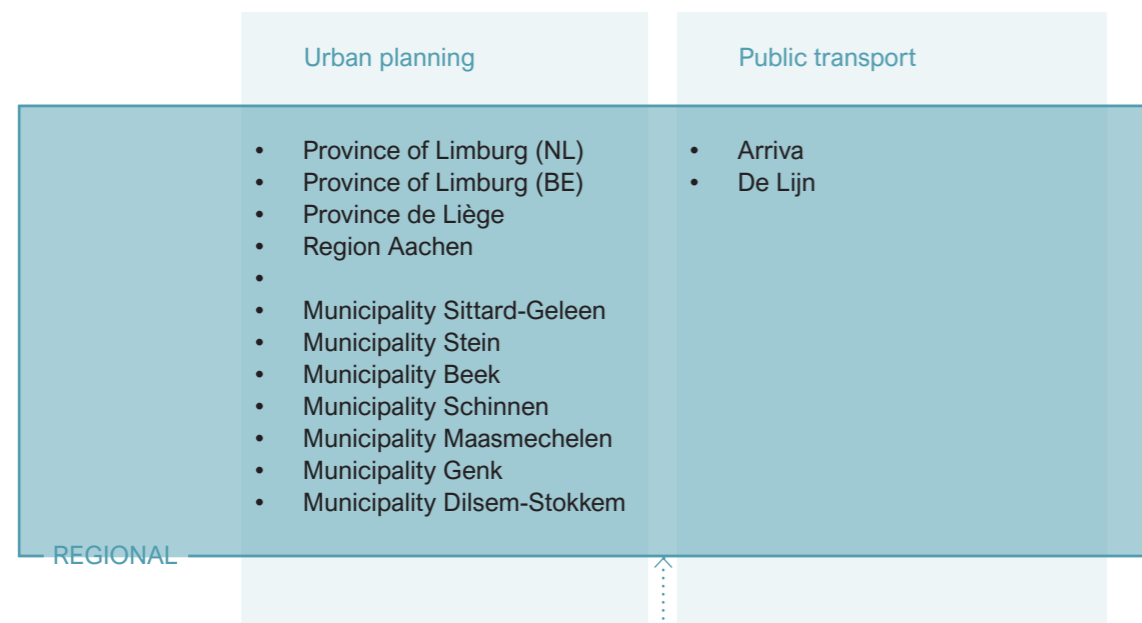 Urban planning
Public transport
• Province of Limburg (NL)
• Province of Limburg (BE)
• Province de Liège
• Region Aachen
•
• Municipality Sittard-Geleen
• Municipality Stein
• Municipality Beek
• Municipality Schinnen
• Municipality Maasmechelen
• Municipality Genk
• Municipality Dilsem-Stokkem
• Arriva
• De Lijn
REGIONAL